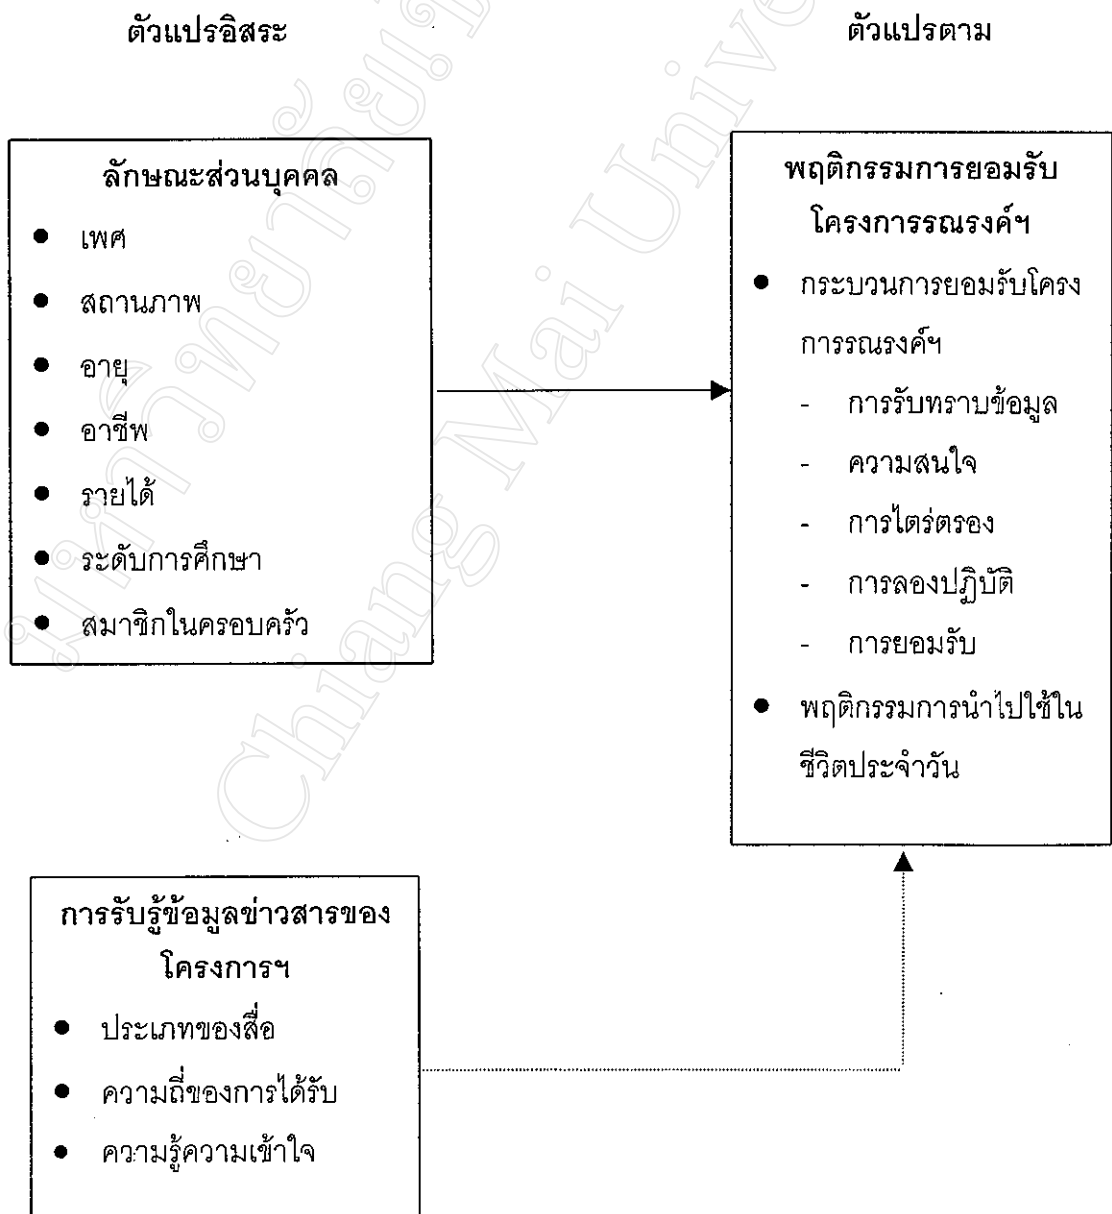 ตัวแปรอิสระ
ตัวแปรตาม
ลักษณะส่วนบุคคล
● เพศ
● สถานภาพ
● อายุ
● อาชีพ
● รายได้
● ระดับการศึกษา
● สมาชิกในครอบครัว
พฤติกรรมการยอมรับ
โครงการรณรงค์ฯ
● กระบวนการยอมรับโครง
การรณรงค์ฯ
- การรับทราบข้อมูล
- ความสนใจ
- การไตร่ตรอง
- การลองปฏิบัติ
- การยอมรับ
● พฤติกรรมการนำไปใช้ใน
ชีวิตประจำวัน
การรับรู้ข้อมูลข่าวสารของ
โครงการฯ
● ประเภทของสื่อ
● ความถี่ของการได้รับ
● ความรู้ความเข้าใจ
Chiang Mai Univer